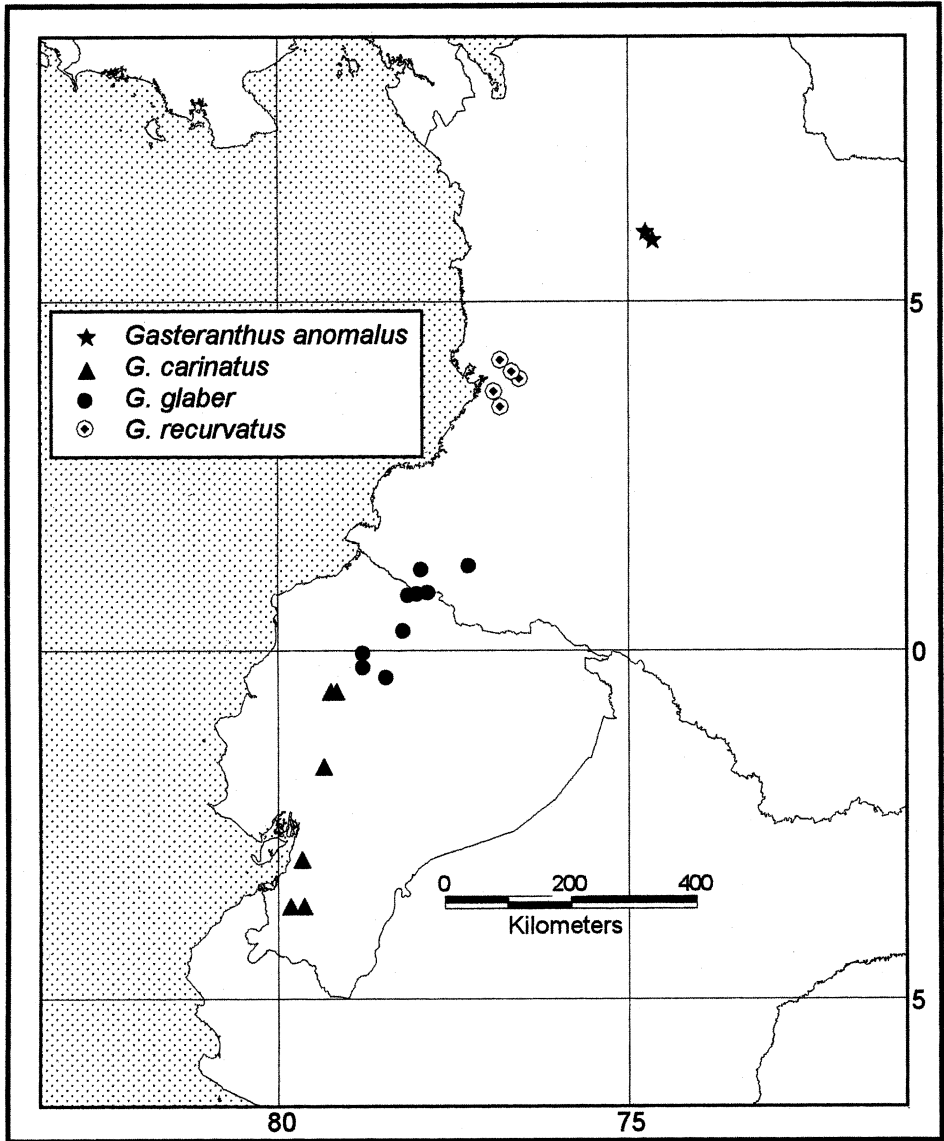 5
Gasteranthus anomalus
G. carinatus
G. glaber
G. recurvatus
0
0 200 400
Kilometers
5
80 75